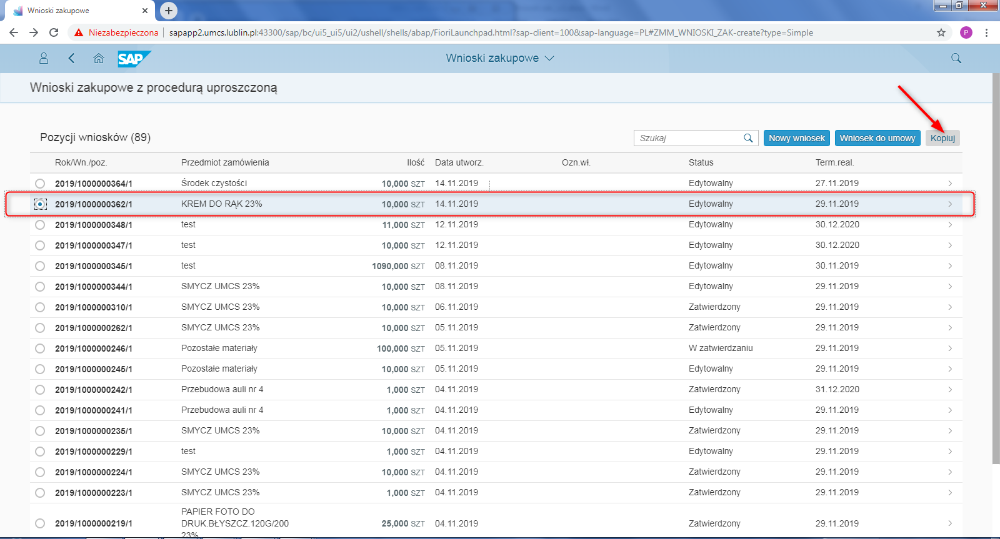 Wnioski zakupowe
Niezabezpieczona sapapp2.umcs.lublin.pl:43300/sap/bc/ui5_ui5/ui2/ushell/shells/abap/FioriLaunchpad.html?sap-client=100&sap-language=PL#ZMM_WNIOSKI_ZAK-create?type=Simple P
SAP Wnioski zakupowe
Wnioski zakupowe z procedurą uproszczoną
Pozycji wniosków (89) Szukaj Nowy wniosek Wniosek do umowy Kopiuj
Rok/Wn./poz. Przedmiot zamówienia Ilość Data utworz. Ozn.wł. Status Term.real.
2019/1000000364/1 Środek czystości 10,000 SZT 14.11.2019 Edytowalny 27.11.2019
2019/1000000362/1 KREM DO RĄK 23% 10,000 SZT 14.11.2019 Edytowalny 29.11.2019
2019/1000000348/1 test 11,000 SZT 12.11.2019 Edytowalny 30.12.2020
2019/1000000347/1 test 10,000 SZT 12.11.2019 Edytowalny 30.12.2020
2019/1000000345/1 test 1090,000 SZT 08.11.2019 Edytowalny 30.11.2019
2019/1000000344/1 SMYCZ UMCS 23% 10,000 SZT 08.11.2019 Edytowalny 29.11.2019
2019/1000000310/1 SMYCZ UMCS 23% 10,000 SZT 06.11.2019 Zatwierdzony 29.11.2019
2019/1000000262/1 SMYCZ UMCS 23% 10,000 SZT 05.11.2019 Zatwierdzony 29.11.2019
2019/1000000246/1 Pozostałe materiały 100,000 SZT 05.11.2019 W zatwierdzaniu 29.11.2019
2019/1000000245/1 Pozostałe materiały 10,000 SZT 05.11.2019 Edytowalny 29.11.2019
2019/1000000242/1 Przebudowa auli nr 4 1,000 SZT 04.11.2019 Zatwierdzony 31.12.2020
2019/1000000241/1 Przebudowa auli nr 4 1,000 SZT 04.11.2019 Edytowalny 29.11.2019
2019/1000000235/1 SMYCZ UMCS 23% 10,000 SZT 04.11.2019 Zatwierdzony 29.11.2019
2019/1000000229/1 test 1,000 SZT 04.11.2019 Edytowalny 29.11.2019
2019/1000000224/1 SMYCZ UMCS 23% 10,000 SZT 04.11.2019 Zatwierdzony 29.11.2019
2019/1000000223/1 SMYCZ UMCS 23% 1,000 SZT 04.11.2019 Zatwierdzony 29.11.2019
PAPIER FOTO DO
2019/1000000219/1 DRUK.BŁYSZCZ.120G/200 25,000 SZT 04.11.2019 Zatwierdzony 29.11.2019
23%